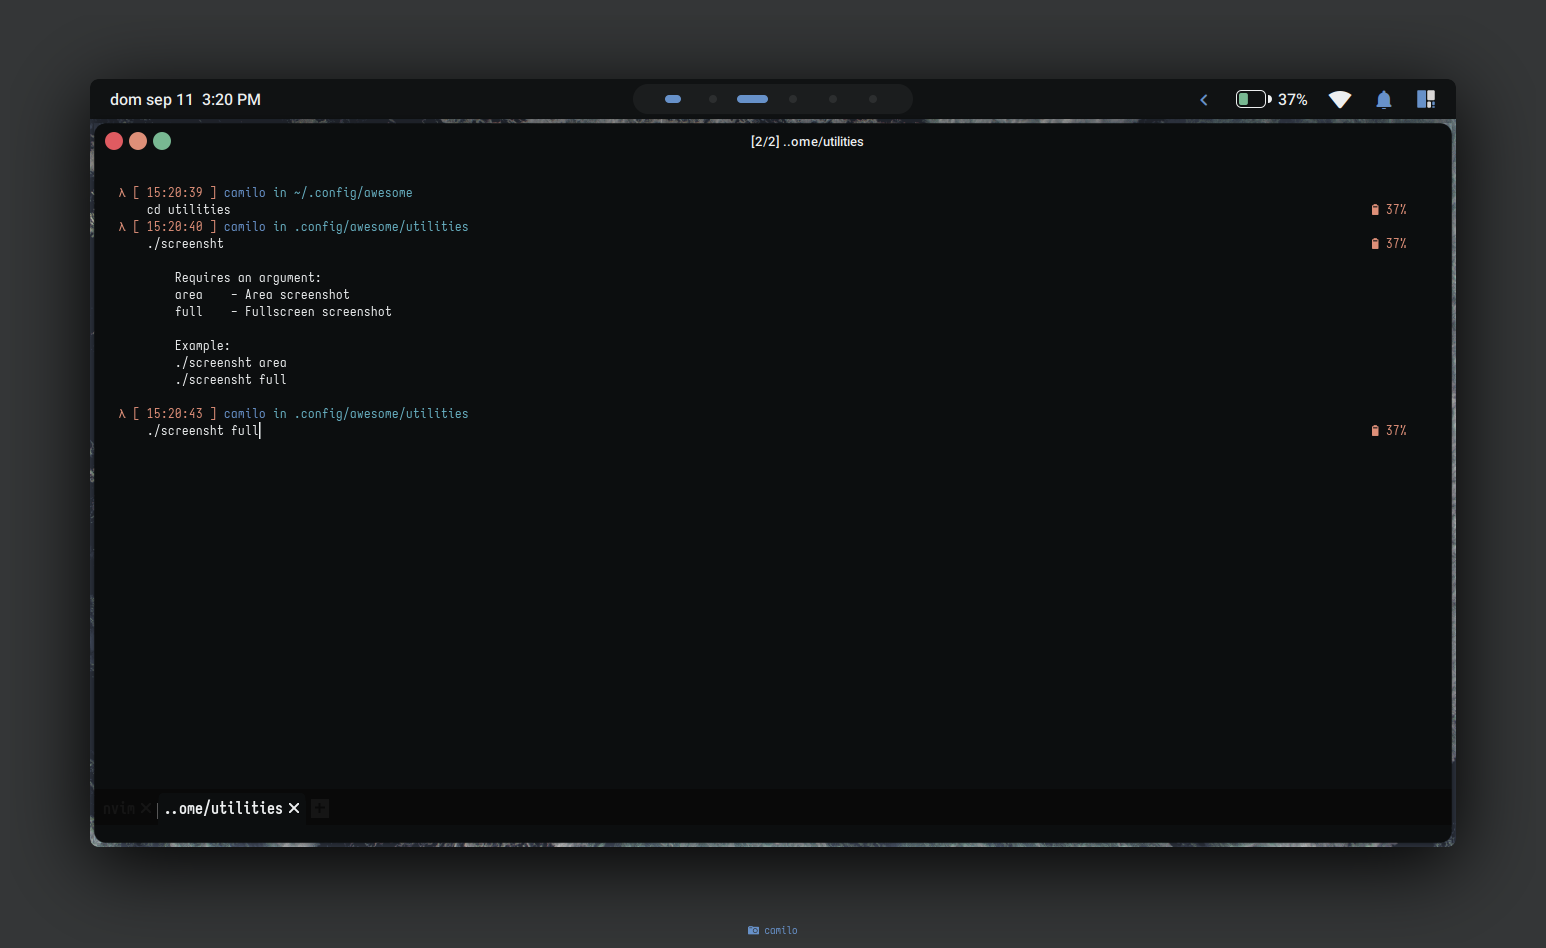 dom sep 11 3:20 PM
37%
[2/2] ..ome/utilities
λ [ 15:20:39 ] camilo in ~/.config/awesome
cd utilities 37%
λ [ 15:20:40 ] camilo in .config/awesome/utilities
./screensht 37%
Requires an argument:
area - Area screenshot
full - Fullscreen screenshot
Example:
./screensht area
./screensht full
λ [ 15:20:43 ] camilo in .config/awesome/utilities
./screensht full 37%
nvim × ..ome/utilities × +
camilo